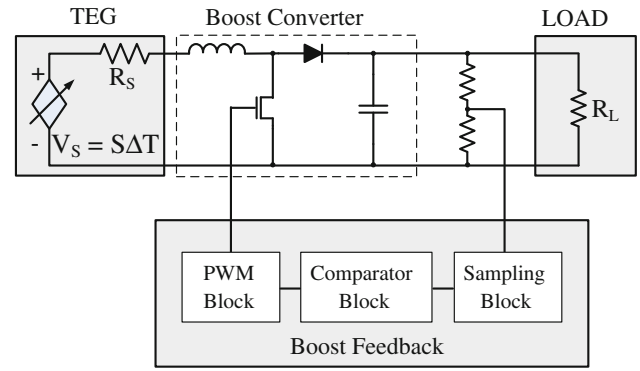 TEG
Boost Converter
LOAD
+
R_S
-
V_S = SΔT
R_L
PWM
Block
Comparator
Block
Sampling
Block
Boost Feedback